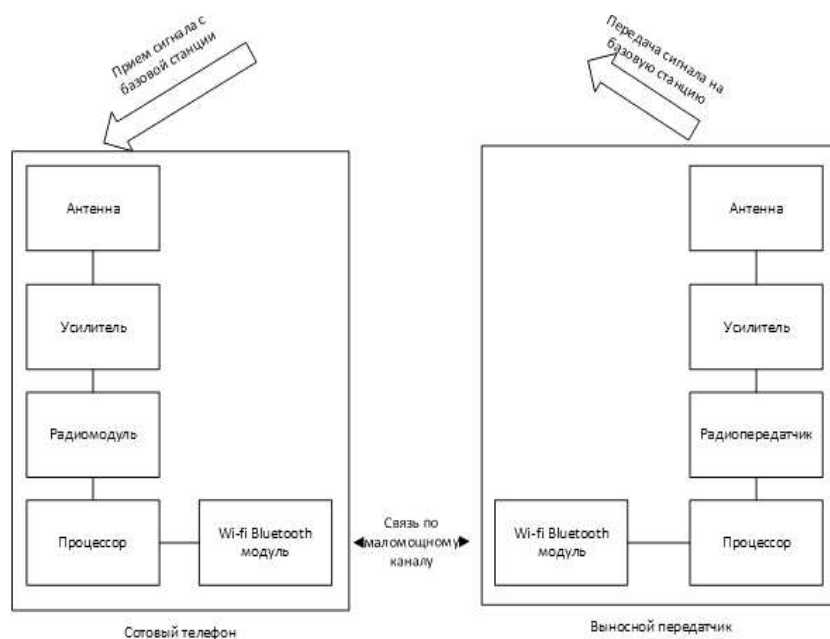 Прием сигнала с
базовой станции
Передача сигнала на
базовую станцию
Антенна
Усилитель
Радиомодуль
Процессор
Wi-fi Bluetooth
модуль
Сотовый телефон
Связь по
маломощному
каналу
Антенна
Усилитель
Радиопередатчик
Wi-fi Bluetooth
модуль
Процессор
Выносной передатчик